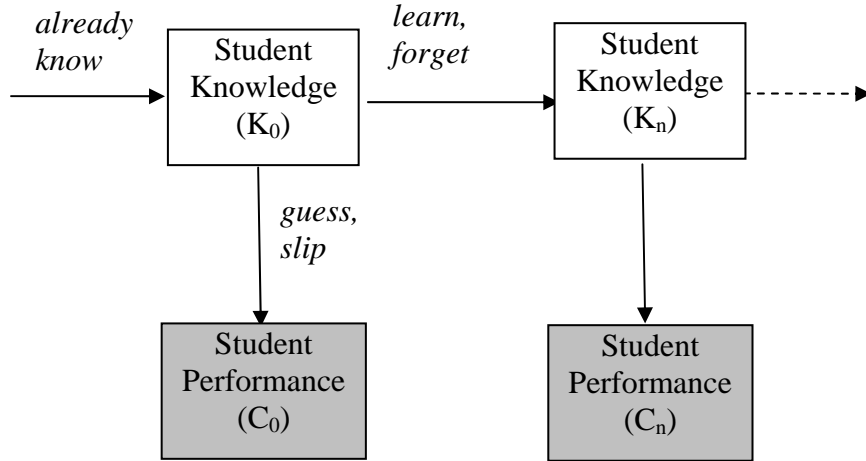 already
know
Student
Knowledge
(K0)
learn,
forget
Student
Knowledge
(Kn)
guess,
slip
Student
Performance
(C0)
Student
Performance
(Cn)